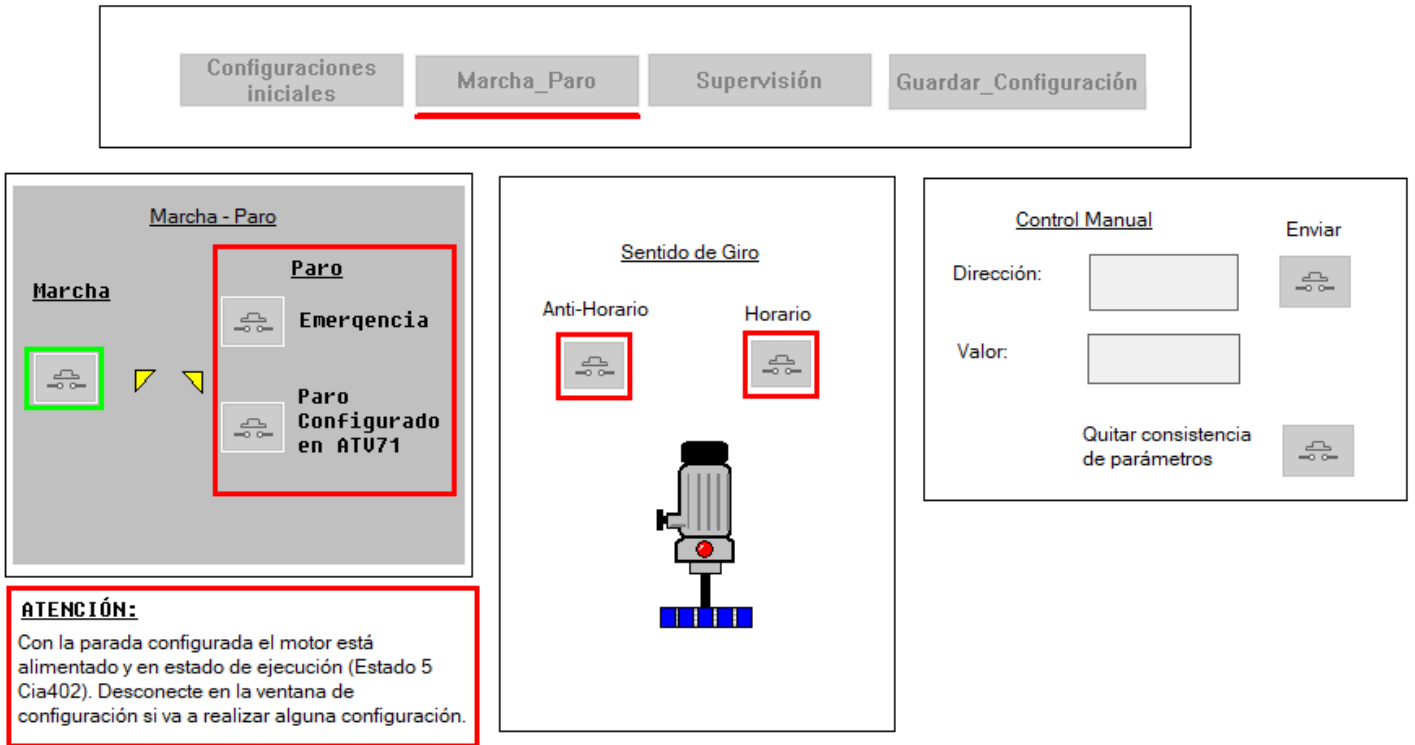 Configuraciones
iniciales
Marcha_Paro
Supervisión
Guardar_Configuración
Marcha - Paro
Marcha
Paro
Emergencia
Paro
Configurado
en ATV71
ATENCIÓN:
Con la parada configurada el motor está
alimentado y en estado de ejecución (Estado 5
Cia402). Desconecte en la ventana de
configuración si va a realizar alguna configuración.
Sentido de Giro
Anti-Horario
Horario
Control Manual
Enviar
Dirección:
Valor:
Quitar consistencia
de parámetros